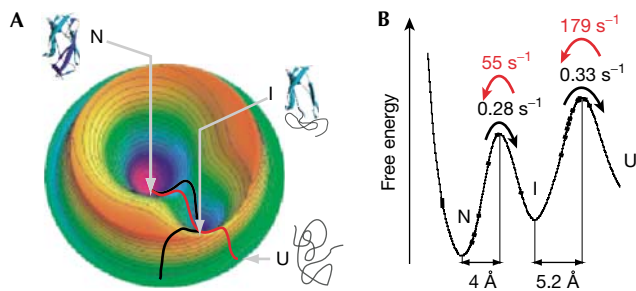 A
N
I
U
B
Free energy
55 s⁻¹
0.28 s⁻¹
179 s⁻¹
0.33 s⁻¹
N
I
U
4 Å
5.2 Å